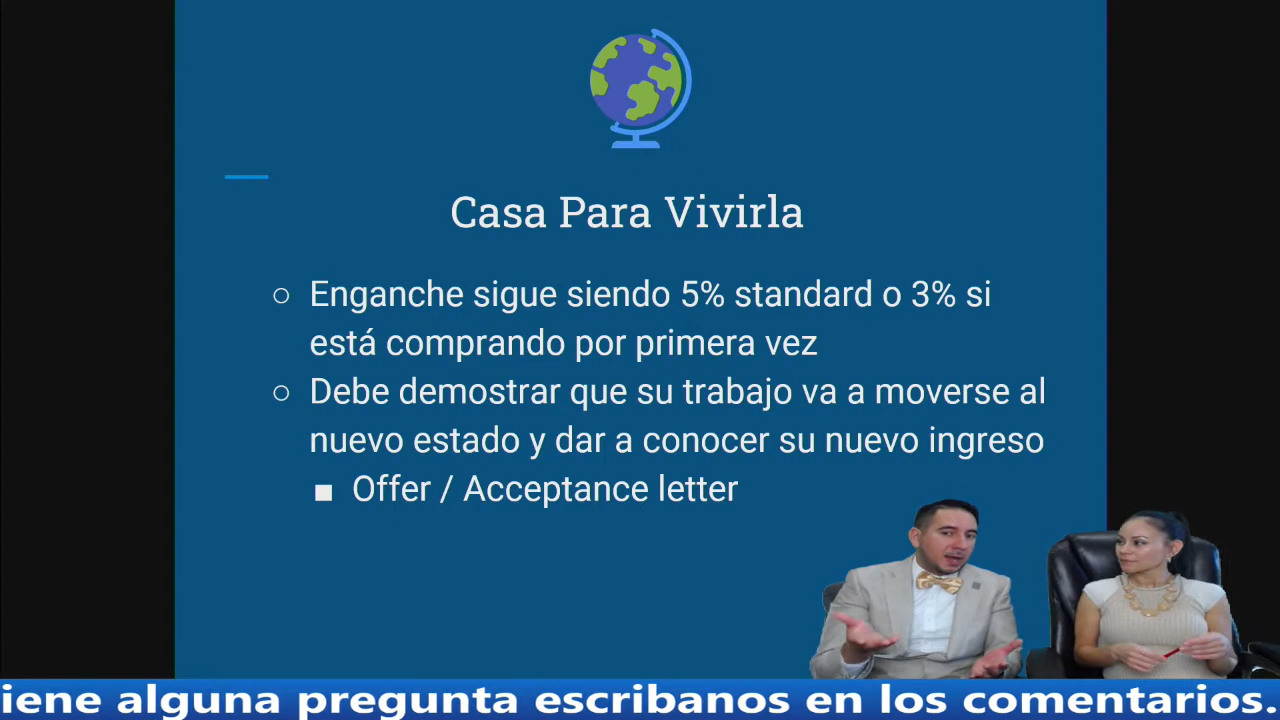 Casa Para Vivirla
○ Enganche sigue siendo 5% standard o 3% si
está comprando por primera vez
○ Debe demostrar que su trabajo va a moverse al
nuevo estado y dar a conocer su nuevo ingreso
■ Offer / Acceptance letter
iene alguna pregunta escribanos en los comentarios.